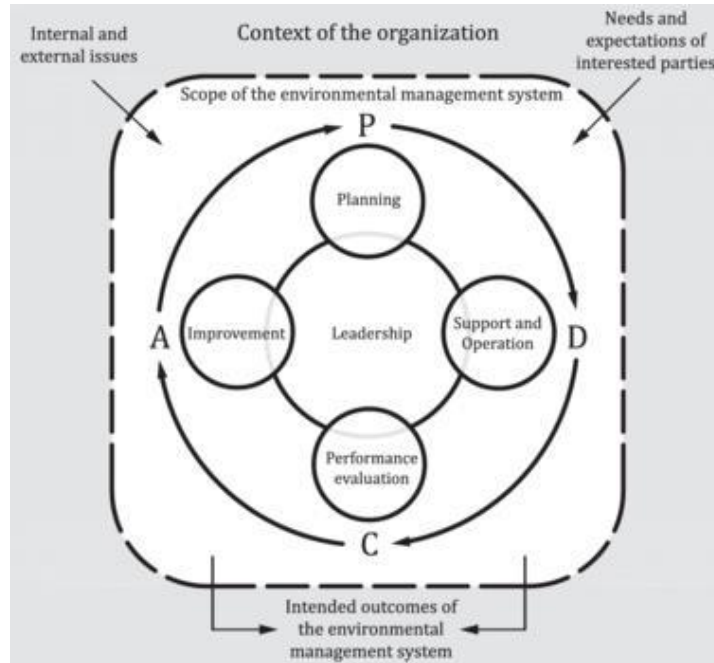 Internal and
external issues
Context of the organization
Needs and
expectations of
interested parties
Scope of the environmental management system
P
Planning
A
Improvement
Leadership
Support and
Operation
D
Performance
evaluation
C
Intended outcomes of
the environmental
management system